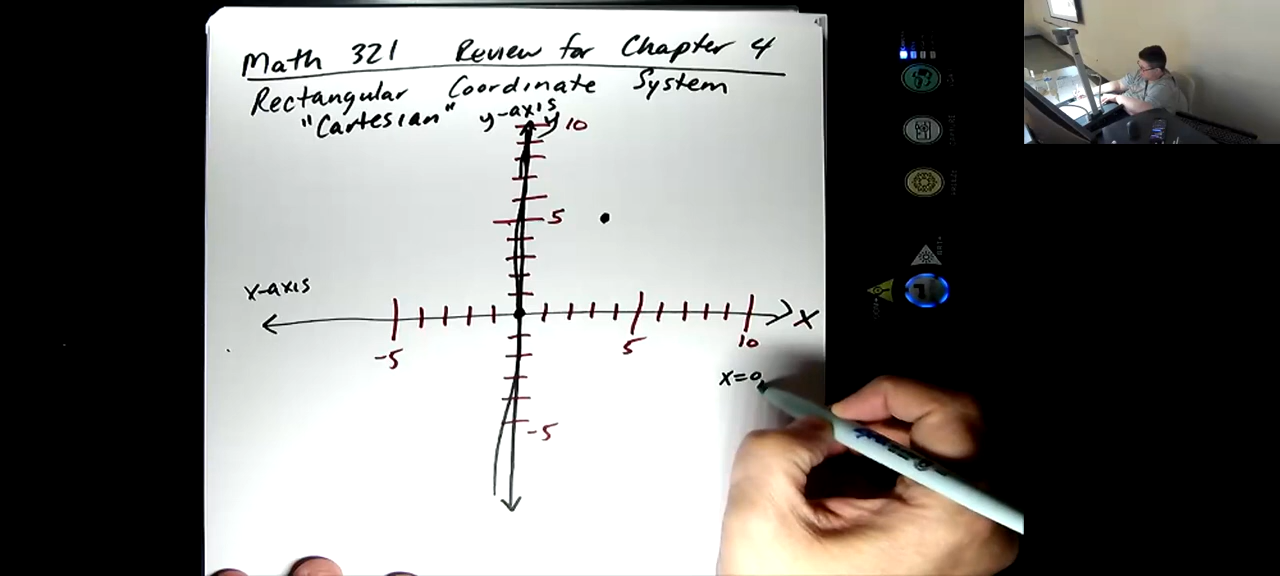 Math 321 Review for Chapter 4
Rectangular Coordinate System
"Cartesian"
y-axis
y 10
5
x-axis
X
-5
5
10
x=0,
-5